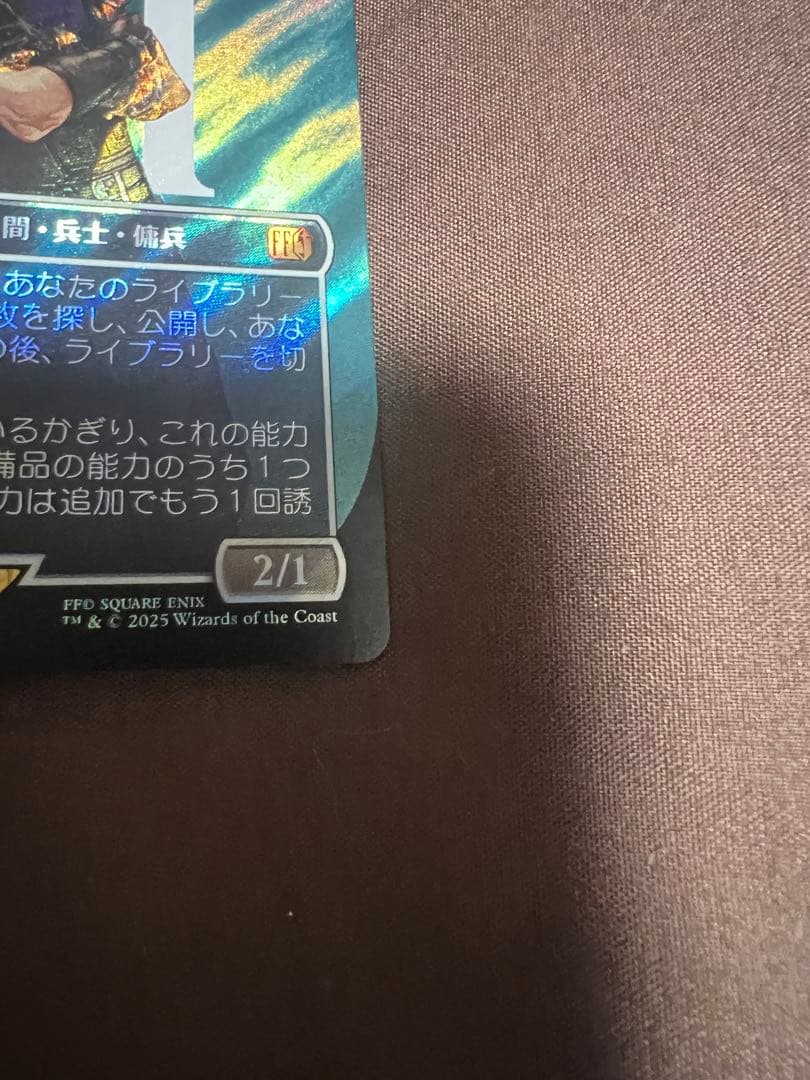 間・兵士・傭兵
FF
あなたのライブラリー
枚を探し、公開し、あな
の後、ライブラリーを切
いるかぎり、これの能力
備品の能力のうち1つ
力は追加でもう1回誘
2/1
FF© SQUARE ENIX
™ & © 2025 Wizards of the Coast